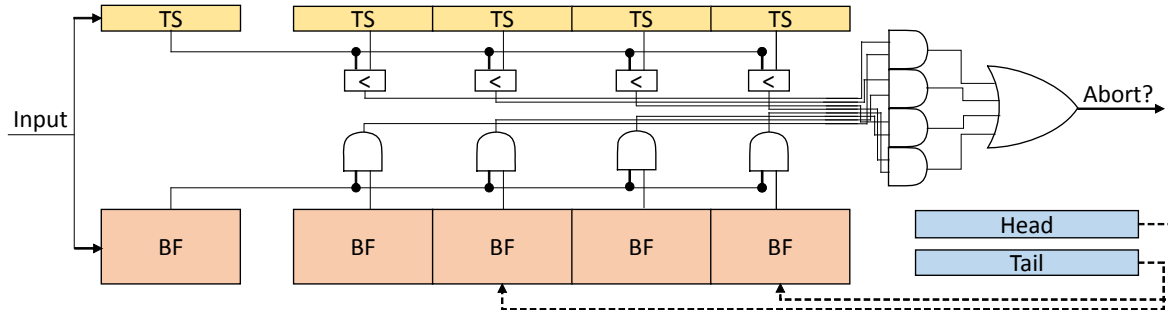 TS TS TS TS TS
< < < <
Input
Abort?
BF BF BF BF BF
Head
Tail